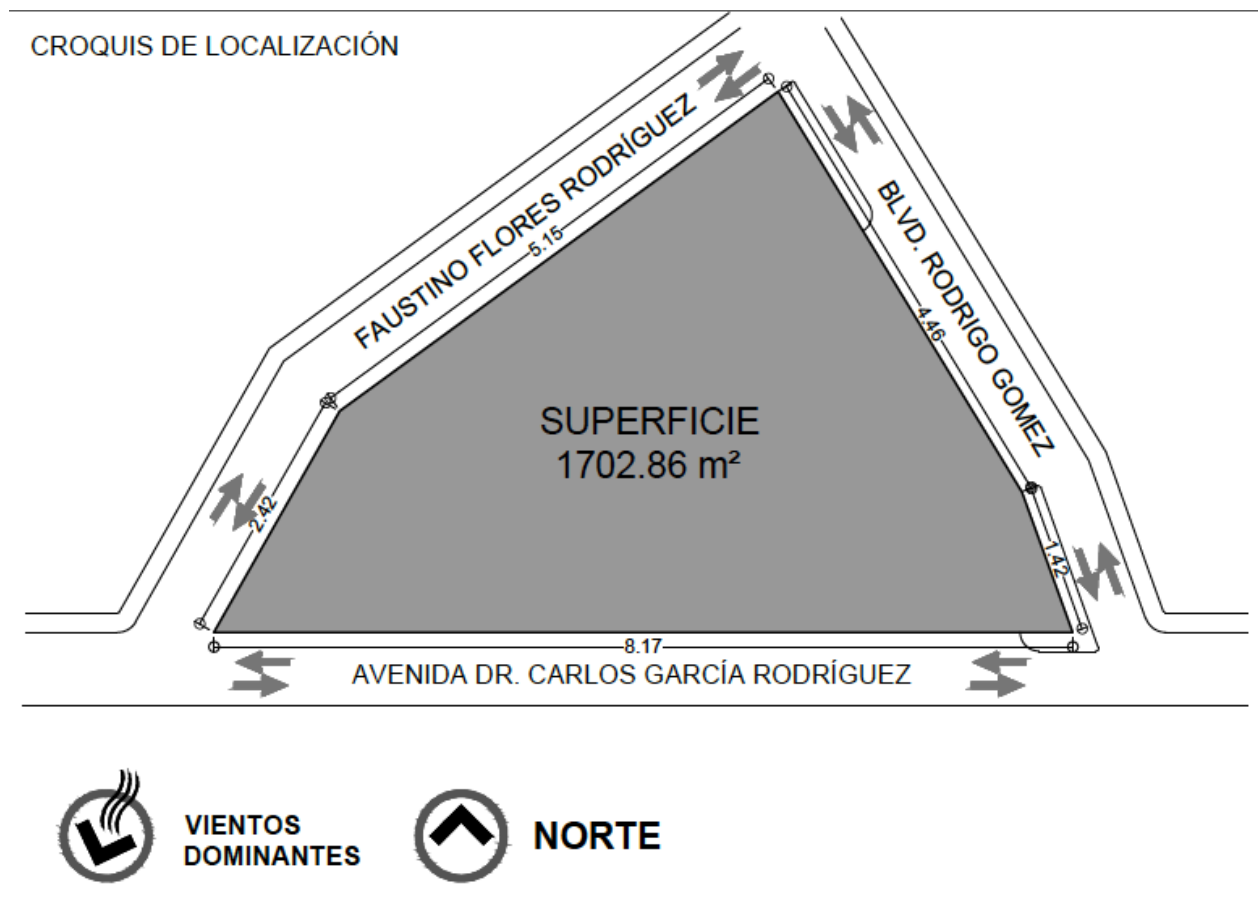 CROQUIS DE LOCALIZACIÓN
FAUSTINO FLORES RODRÍGUEZ
5.15
BLVD. RODRIGO GOMEZ
4.46
SUPERFICIE
1702.86 m²
2.42
1.42
8.17
AVENIDA DR. CARLOS GARCÍA RODRÍGUEZ
VIENTOS
DOMINANTES
NORTE